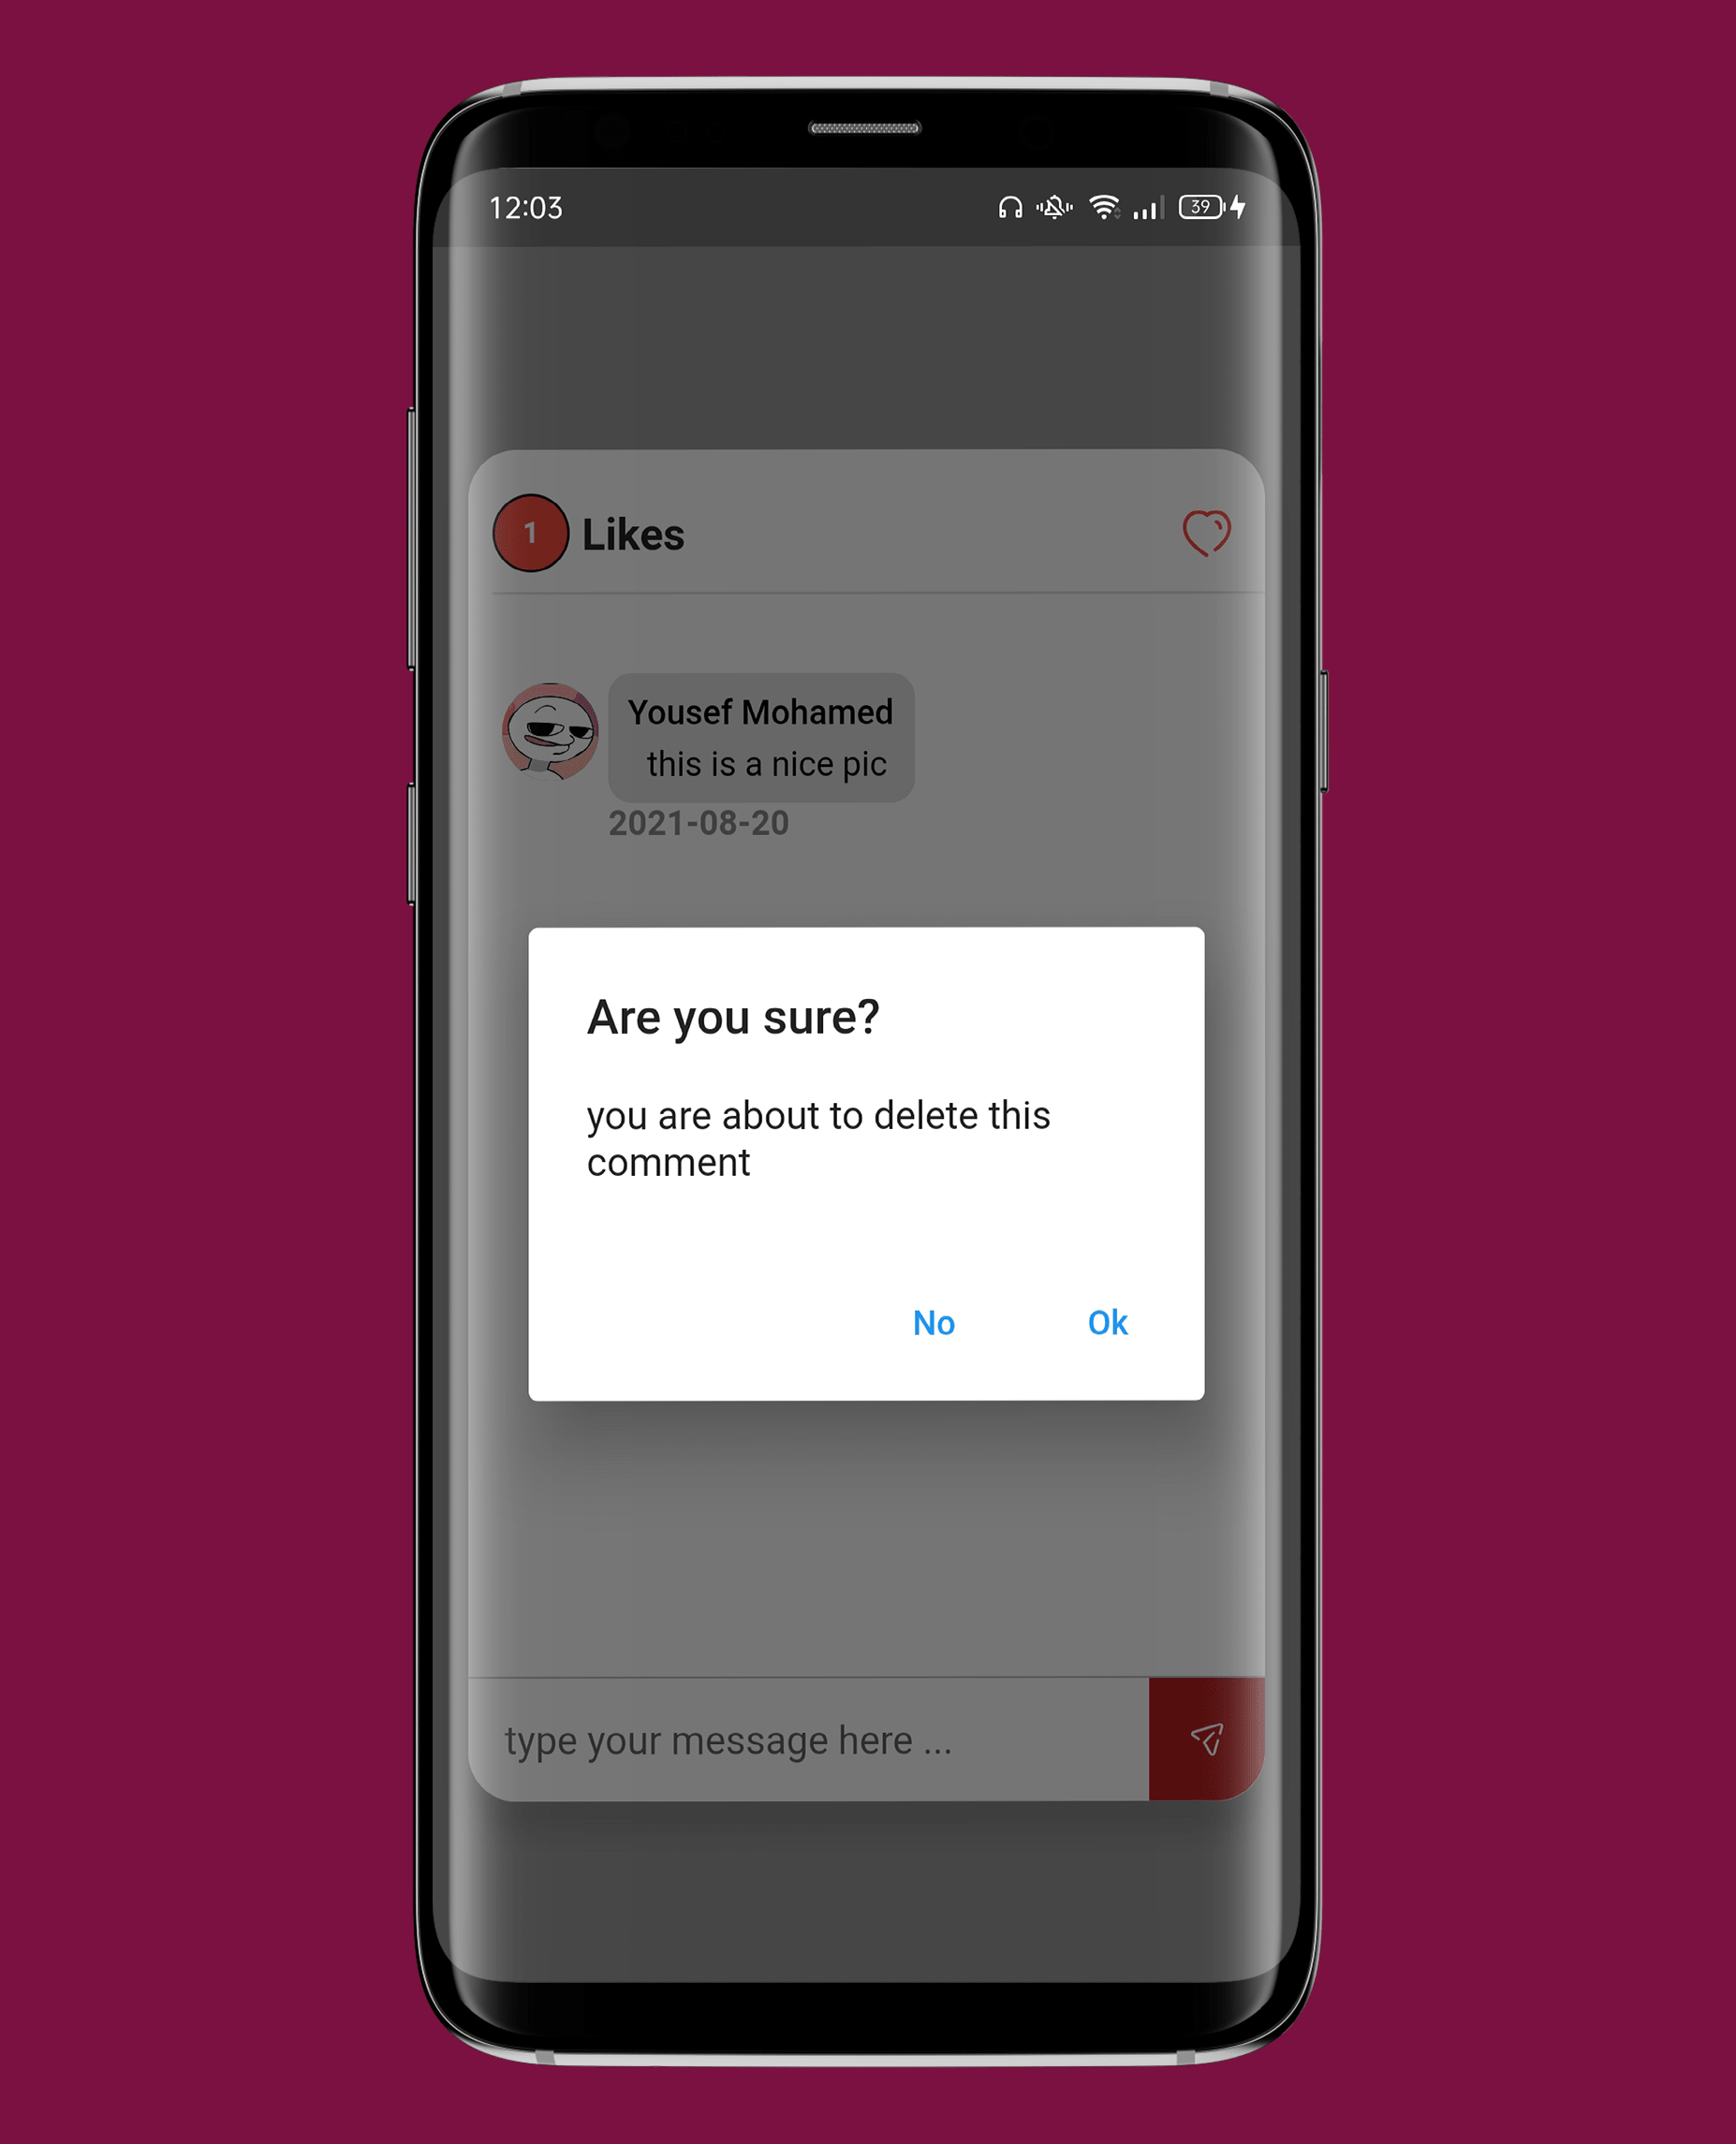 12:03
39
1 Likes
Yousef Mohamed
this is a nice pic
2021-08-20
Are you sure?
you are about to delete this
comment
No Ok
type your message here ...